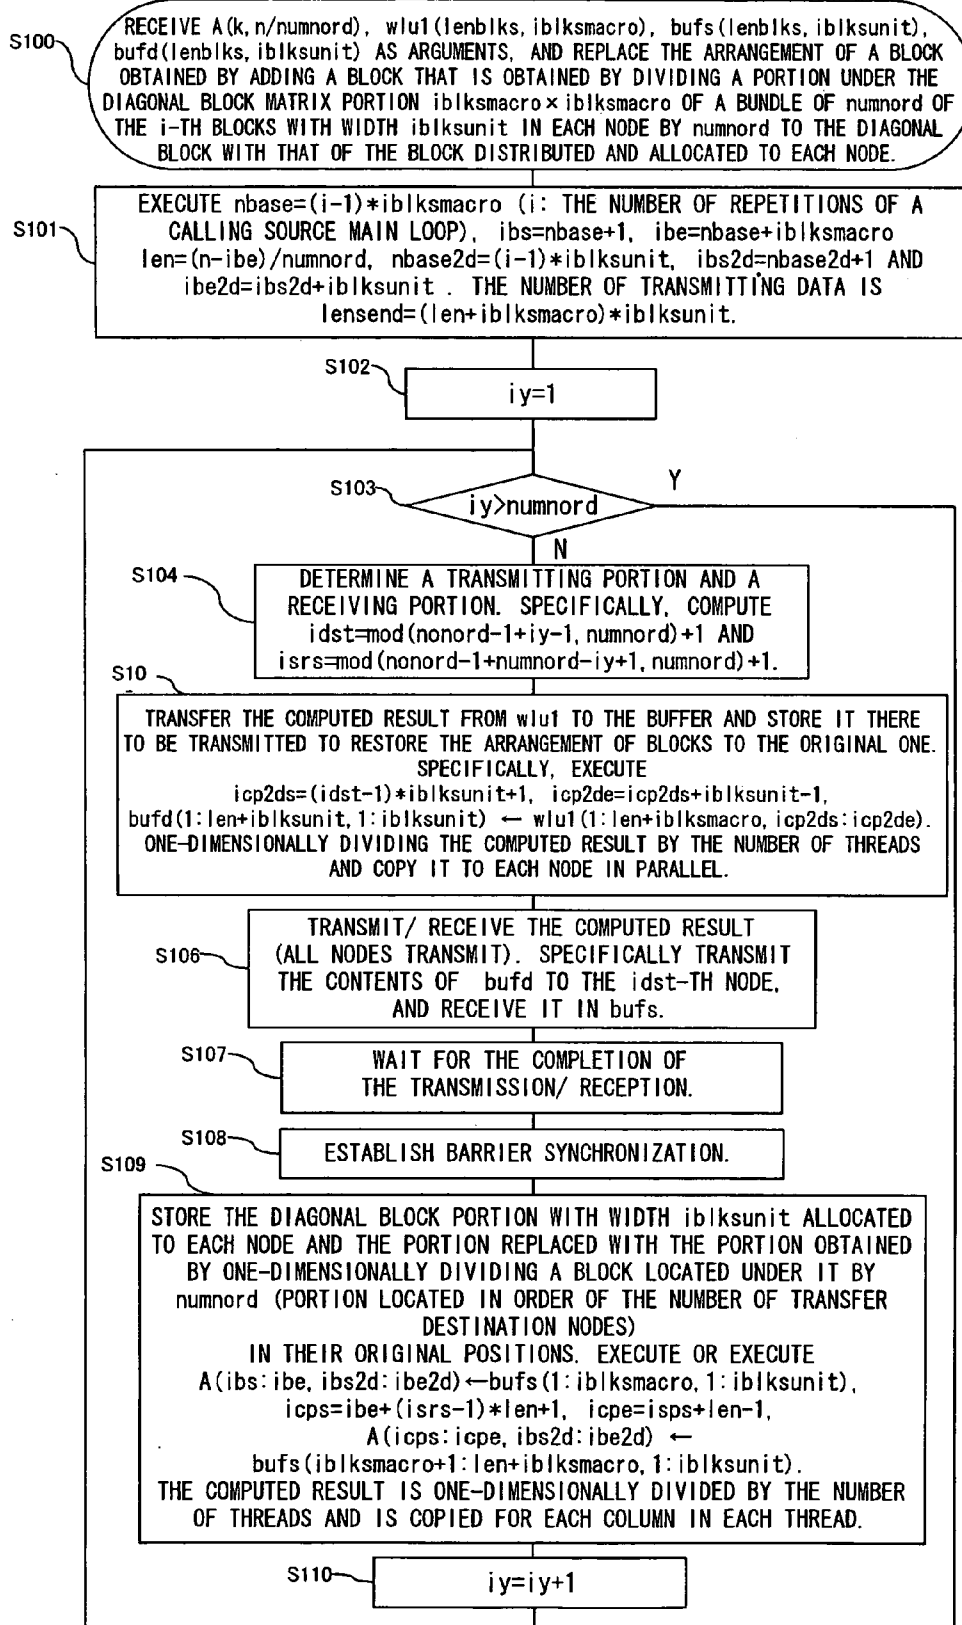 S100
RECEIVE A(k, n/numnord), wlu1(lenblks, iblksmacro), bufs(lenblks, iblksunit),
bufd(lenblks, iblksunit) AS ARGUMENTS, AND REPLACE THE ARRANGEMENT OF A BLOCK
OBTAINED BY ADDING A BLOCK THAT IS OBTAINED BY DIVIDING A PORTION UNDER THE
DIAGONAL BLOCK MATRIX PORTION iblksmacro×iblksmacro OF A BUNDLE OF numnord OF
THE i-TH BLOCKS WITH WIDTH iblksunit IN EACH NODE BY numnord TO THE DIAGONAL
BLOCK WITH THAT OF THE BLOCK DISTRIBUTED AND ALLOCATED TO EACH NODE.
S101
EXECUTE nbase=(i-1)*iblksmacro (i: THE NUMBER OF REPETITIONS OF A
CALLING SOURCE MAIN LOOP), ibs=nbase+1, ibe=nbase+iblksmacro
len=(n-ibe)/numnord, nbase2d=(i-1)*iblksunit, ibs2d=nbase2d+1 AND
ibe2d=ibs2d+iblksunit . THE NUMBER OF TRANSMITTING DATA IS
lensend=(len+iblksmacro)*iblksunit.
S102
iy=1
S103
iy>numnord
Y
N
S104
DETERMINE A TRANSMITTING PORTION AND A
RECEIVING PORTION. SPECIFICALLY, COMPUTE
idst=mod(nonord-1+iy-1, numnord)+1 AND
isrs=mod(nonord-1+numnord-iy+1, numnord)+1.
S10
TRANSFER THE COMPUTED RESULT FROM wlu1 TO THE BUFFER AND STORE IT THERE
TO BE TRANSMITTED TO RESTORE THE ARRANGEMENT OF BLOCKS TO THE ORIGINAL ONE.
SPECIFICALLY, EXECUTE
icp2ds=(idst-1)*iblksunit+1, icp2de=icp2ds+iblksunit-1,
bufd(1:len+iblksunit, 1:iblksunit) ← wlu1(1:len+iblksmacro, icp2ds:icp2de).
ONE-DIMENSIONALLY DIVIDING THE COMPUTED RESULT BY THE NUMBER OF THREADS
AND COPY IT TO EACH NODE IN PARALLEL.
S106
TRANSMIT/ RECEIVE THE COMPUTED RESULT
(ALL NODES TRANSMIT). SPECIFICALLY TRANSMIT
THE CONTENTS OF bufd TO THE idst-TH NODE,
AND RECEIVE IT IN bufs.
S107
WAIT FOR THE COMPLETION OF
THE TRANSMISSION/ RECEPTION.
S108
ESTABLISH BARRIER SYNCHRONIZATION.
S109
STORE THE DIAGONAL BLOCK PORTION WITH WIDTH iblksunit ALLOCATED
TO EACH NODE AND THE PORTION REPLACED WITH THE PORTION OBTAINED
BY ONE-DIMENSIONALLY DIVIDING A BLOCK LOCATED UNDER IT BY
numnord (PORTION LOCATED IN ORDER OF THE NUMBER OF TRANSFER
DESTINATION NODES)
IN THEIR ORIGINAL POSITIONS. EXECUTE OR EXECUTE
A(ibs:ibe, ibs2d:ibe2d)←bufs(1:iblksmacro, 1:iblksunit),
icps=ibe+(isrs-1)*len+1, icpe=isps+len-1,
A(icps:icpe, ibs2d:ibe2d) ←
bufs(iblksmacro+1:len+iblksmacro, 1:iblksunit).
THE COMPUTED RESULT IS ONE-DIMENSIONALLY DIVIDED BY THE NUMBER
OF THREADS AND IS COPIED FOR EACH COLUMN IN EACH THREAD.
S110
iy=iy+1